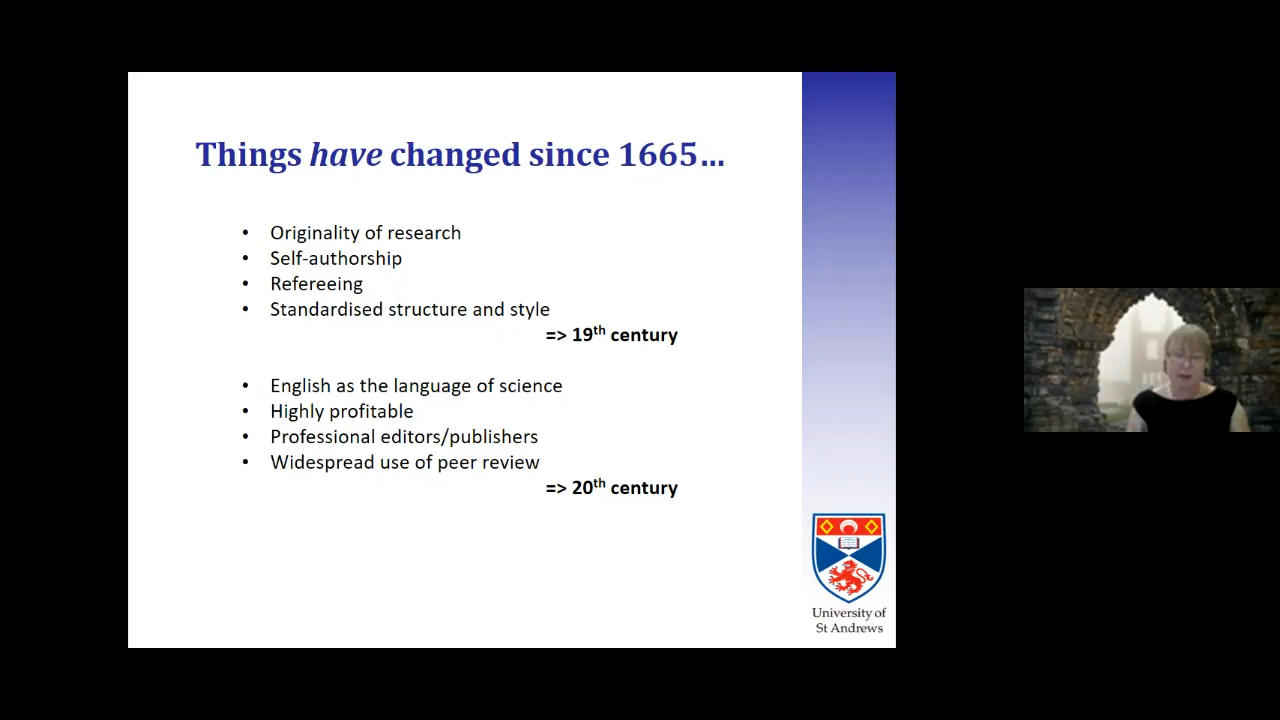 Things have changed since 1665…
• Originality of research
• Self-authorship
• Refereeing
• Standardised structure and style
=> 19th century
• English as the language of science
• Highly profitable
• Professional editors/publishers
• Widespread use of peer review
=> 20th century
University of
St Andrews